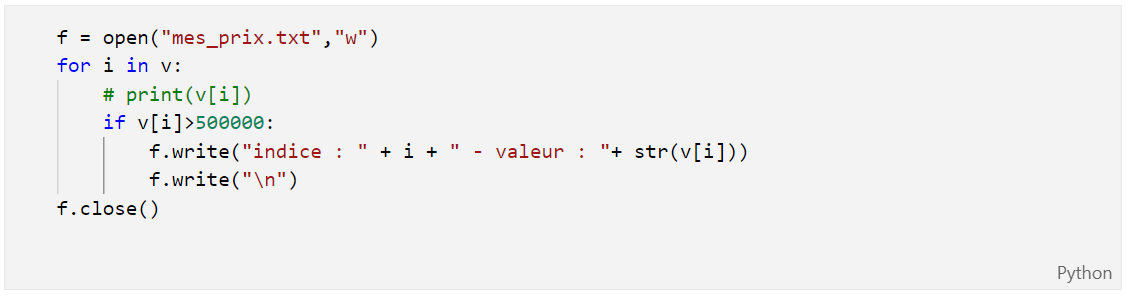 f = open("mes_prix.txt","w")
for i in v:
    # print(v[i])
    if v[i]>500000:
        f.write("indice : " + i + " - valeur : "+ str(v[i]))
        f.write("\n")
f.close()
Python